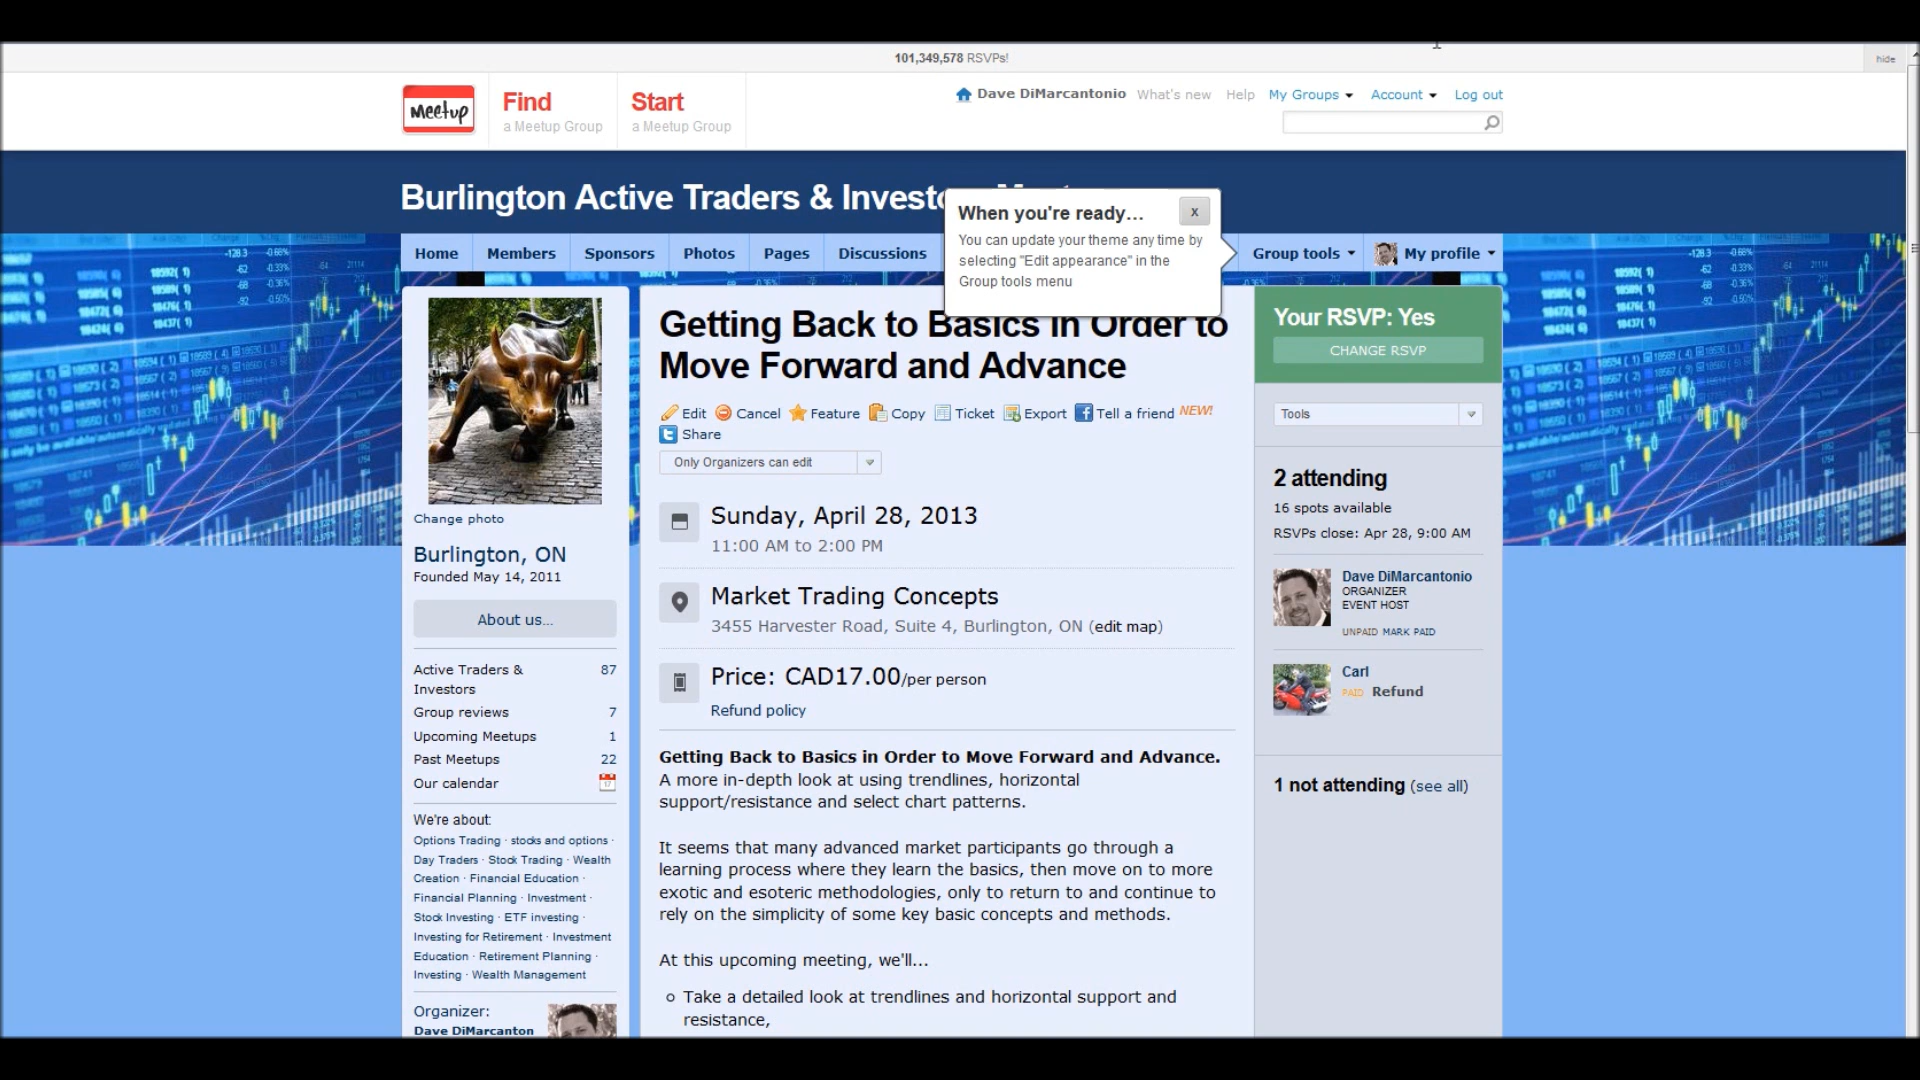 101,349,578 RSVPs!
hide
Meetup
Find
a Meetup Group
Start
a Meetup Group
Dave DiMarcantonio What's new Help My Groups Account Log out
Burlington Active Traders & Invest
When you're ready...
x
You can update your theme any time by
selecting "Edit appearance" in the
Group tools menu
Home Members Sponsors Photos Pages Discussions
Group tools My profile
Change photo
Burlington, ON
Founded May 14, 2011
About us...
Active Traders & 87
Investors
Group reviews 7
Upcoming Meetups 1
Past Meetups 22
Our calendar
We're about:
Options Trading · stocks and options ·
Day Traders · Stock Trading · Wealth
Creation · Financial Education ·
Financial Planning · Investment ·
Stock Investing · ETF investing ·
Investing for Retirement · Investment
Education · Retirement Planning ·
Investing · Wealth Management
Organizer:
Dave DiMarcanton
Getting Back to Basics in Order to
Move Forward and Advance
Edit Cancel Feature Copy Ticket Export Tell a friend NEW!
Share
Only Organizers can edit
Sunday, April 28, 2013
11:00 AM to 2:00 PM
Market Trading Concepts
3455 Harvester Road, Suite 4, Burlington, ON (edit map)
Price: CAD17.00/per person
Refund policy
Getting Back to Basics in Order to Move Forward and Advance.
A more in-depth look at using trendlines, horizontal
support/resistance and select chart patterns.
It seems that many advanced market participants go through a
learning process where they learn the basics, then move on to more
exotic and esoteric methodologies, only to return to and continue to
rely on the simplicity of some key basic concepts and methods.
At this upcoming meeting, we'll...
Take a detailed look at trendlines and horizontal support and
resistance,
Your RSVP: Yes
CHANGE RSVP
Tools
2 attending
16 spots available
RSVPs close: Apr 28, 9:00 AM
Dave DiMarcantonio
ORGANIZER
EVENT HOST
UNPAID MARK PAID
Carl
PAID Refund
1 not attending (see all)